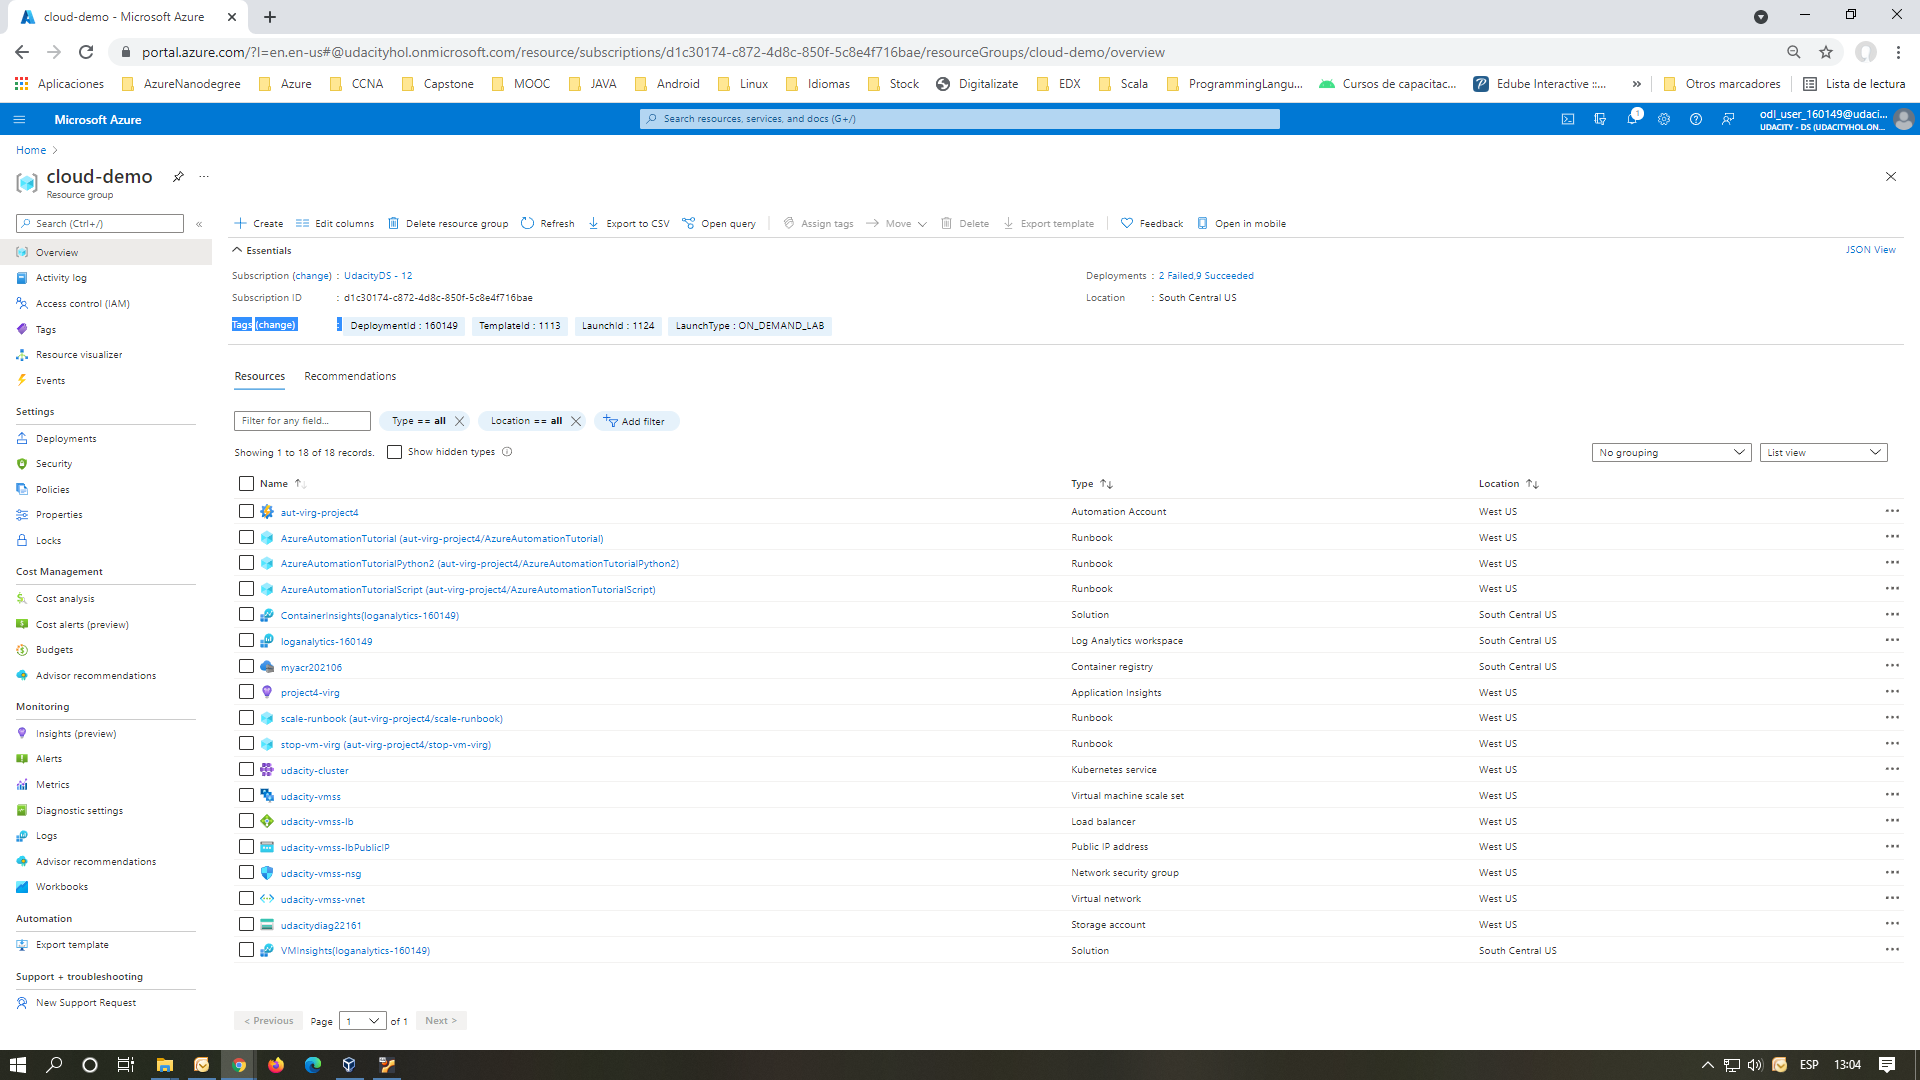 cloud-demo - Microsoft Azure
portal.azure.com/?l=en.en-us#@udacityhol.onmicrosoft.com/resource/subscriptions/d1c30174-c872-4d8c-850f-5c8e4f716bae/resourceGroups/cloud-demo/overview
Aplicaciones AzureNanodegree Azure CCNA Capstone MOOC JAVA Android Linux Idiomas Stock Digitalizate EDX Scala ProgrammingLangu... Cursos de capacitac... Edube Interactive ::... » Otros marcadores Lista de lectura
Microsoft Azure
Search resources, services, and docs (G+/)
1
odl_user_160149@udaci...
UDACITY - DS (UDACITYHOL.ON...
Home >
cloud-demo
Resource group
Search (Ctrl+/)
«
Create Edit columns Delete resource group Refresh Export to CSV Open query Assign tags Move Delete Export template Feedback Open in mobile
Overview
Activity log
Access control (IAM)
Tags
Resource visualizer
Events
Settings
Deployments
Security
Policies
Properties
Locks
Cost Management
Cost analysis
Cost alerts (preview)
Budgets
Advisor recommendations
Monitoring
Insights (preview)
Alerts
Metrics
Diagnostic settings
Logs
Advisor recommendations
Workbooks
Automation
Export template
Support + troubleshooting
New Support Request
Essentials
JSON View
Subscription (change) : UdacityDS - 12
Deployments : 2 Failed,9 Succeeded
Subscription ID : d1c30174-c872-4d8c-850f-5c8e4f716bae
Location : South Central US
Tags (change) : DeploymentId : 160149 TemplateId : 1113 LaunchId : 1124 LaunchType : ON_DEMAND_LAB
Resources Recommendations
Filter for any field... Type == all Location == all Add filter
Showing 1 to 18 of 18 records. Show hidden types
No grouping List view
Name Type Location
aut-virg-project4 Automation Account West US
AzureAutomationTutorial (aut-virg-project4/AzureAutomationTutorial) Runbook West US
AzureAutomationTutorialPython2 (aut-virg-project4/AzureAutomationTutorialPython2) Runbook West US
AzureAutomationTutorialScript (aut-virg-project4/AzureAutomationTutorialScript) Runbook West US
ContainerInsights(loganalytics-160149) Solution South Central US
loganalytics-160149 Log Analytics workspace South Central US
myacr202106 Container registry South Central US
project4-virg Application Insights West US
scale-runbook (aut-virg-project4/scale-runbook) Runbook West US
stop-vm-virg (aut-virg-project4/stop-vm-virg) Runbook West US
udacity-cluster Kubernetes service West US
udacity-vmss Virtual machine scale set West US
udacity-vmss-lb Load balancer West US
udacity-vmss-lbPublicIP Public IP address West US
udacity-vmss-nsg Network security group West US
udacity-vmss-vnet Virtual network West US
udacitydiag22161 Storage account West US
VMInsights(loganalytics-160149) Solution South Central US
< Previous Page 1 of 1 Next >
ESP 13:04